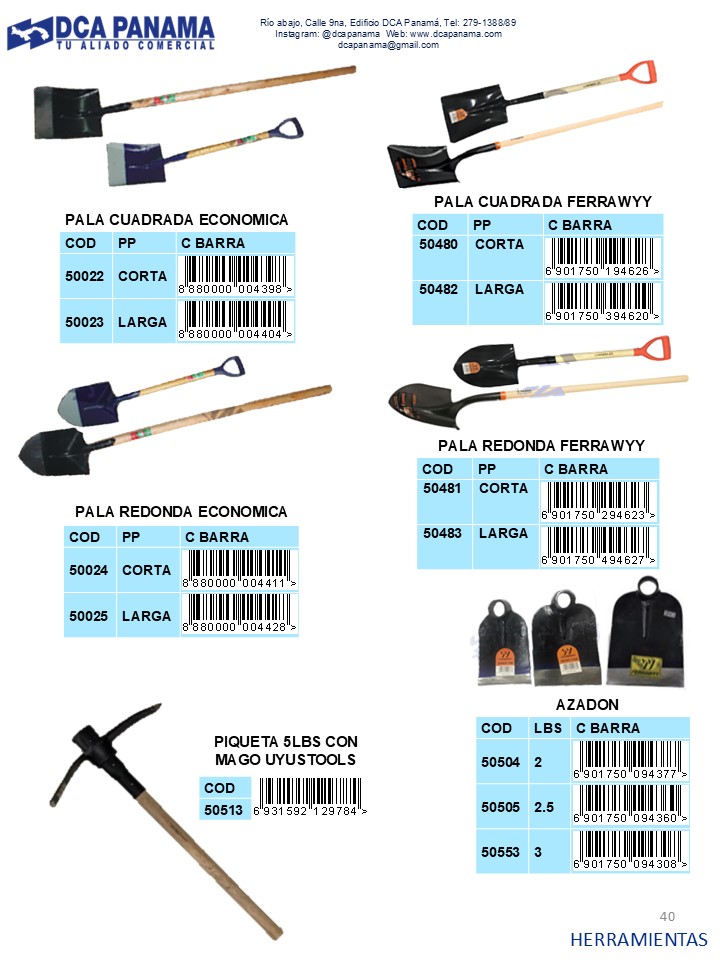 DCA PANAMA
TU ALIADO COMERCIAL
Río abajo, Calle 9na, Edificio DCA Panamá, Tel: 279-1388/89
Instagram: @dcapanama Web: www.dcapanama.com
dcapanama@gmail.com
PALA CUADRADA ECONOMICA
COD PP C BARRA
50022 CORTA 8 880000 004398 >
50023 LARGA 8 880000 004404 >
PALA CUADRADA FERRAWYY
COD PP C BARRA
50480 CORTA 6 901750 194626 >
50482 LARGA 6 901750 394620 >
PALA REDONDA ECONOMICA
COD PP C BARRA
50024 CORTA 8 880000 004411 >
50025 LARGA 8 880000 004428 >
PALA REDONDA FERRAWYY
COD PP C BARRA
50481 CORTA 6 901750 294623 >
50483 LARGA 6 901750 494627 >
PIQUETA 5LBS CON
MAGO UYUSTOOLS
COD
50513 6 931592 129784 >
AZADON
COD LBS C BARRA
50504 2 6 901750 094377 >
50505 2.5 6 901750 094360 >
50553 3 6 901750 094308 >
40
HERRAMIENTAS